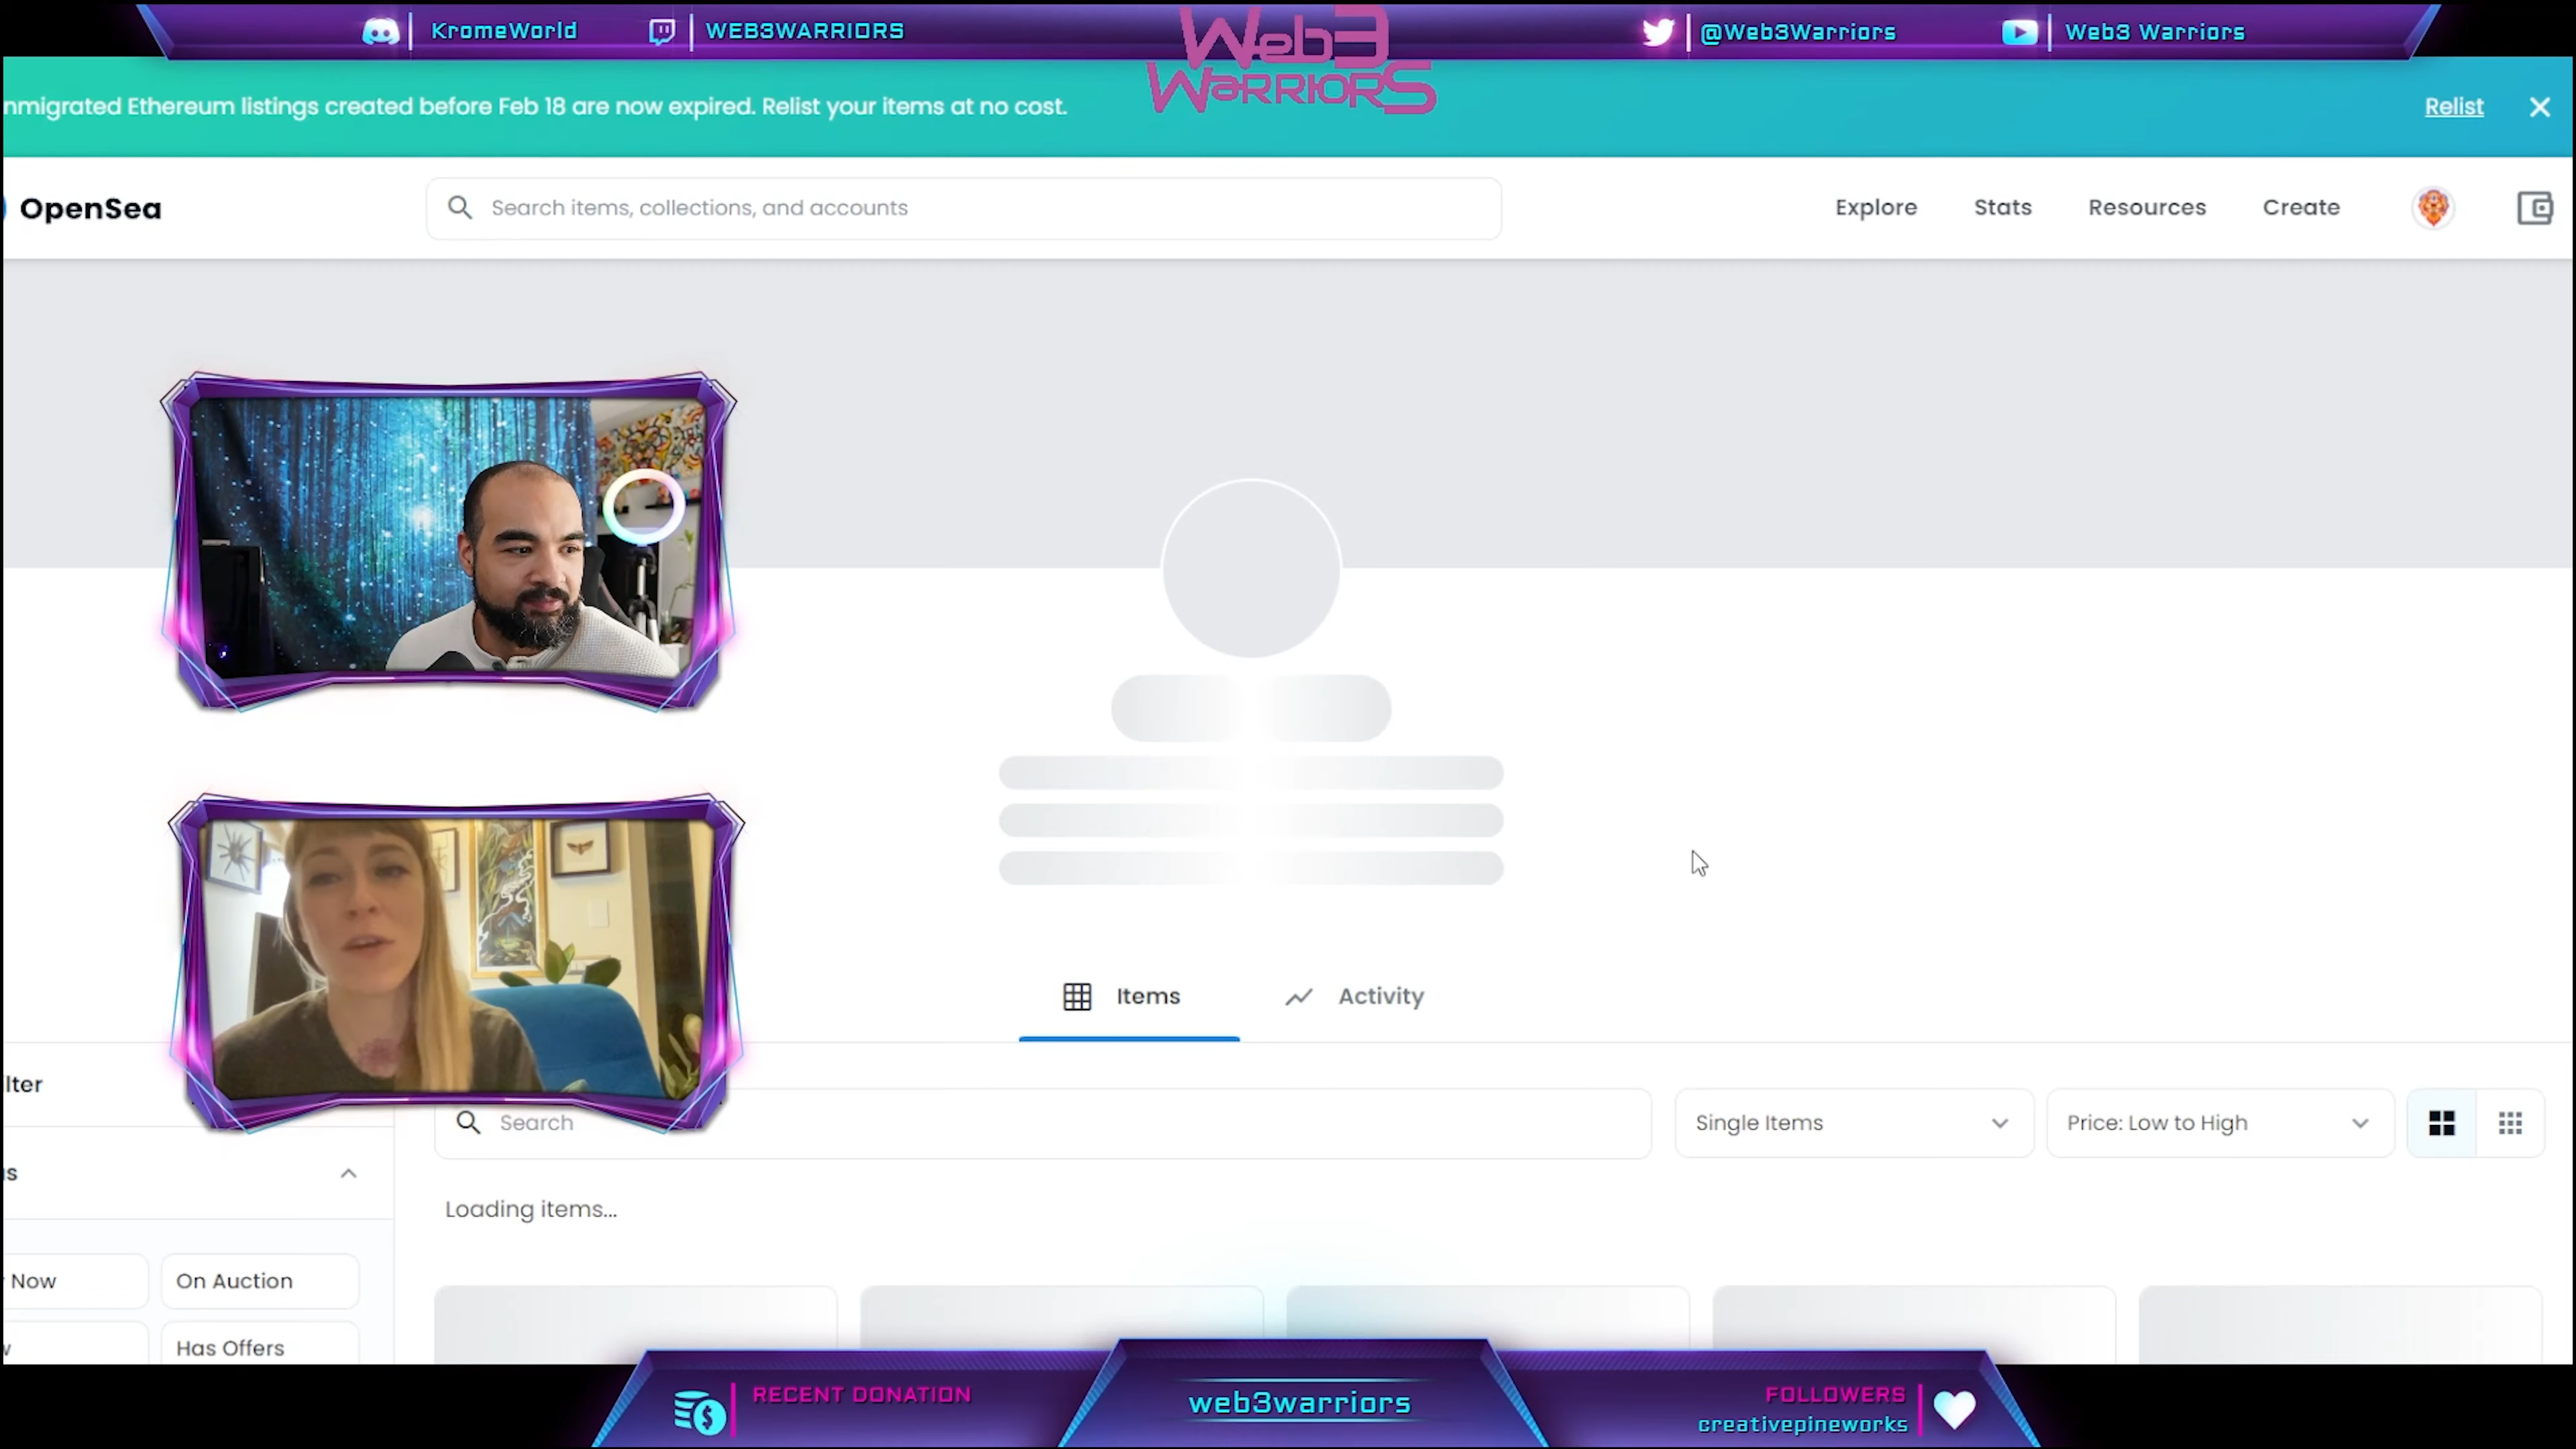 KromeWorld
WEB3WARRIORS
Web3
WARRIORS
@Web3Warriors
Web3 Warriors
nmigrated Ethereum listings created before Feb 18 are now expired. Relist your items at no cost.
Relist
OpenSea
Search items, collections, and accounts
Explore
Stats
Resources
Create
Items
Activity
lter
Search
Single Items
Price: Low to High
Loading items...
Now
On Auction
Has Offers
RECENT DONATION
web3warriors
FOLLOWERS
creativepineworks